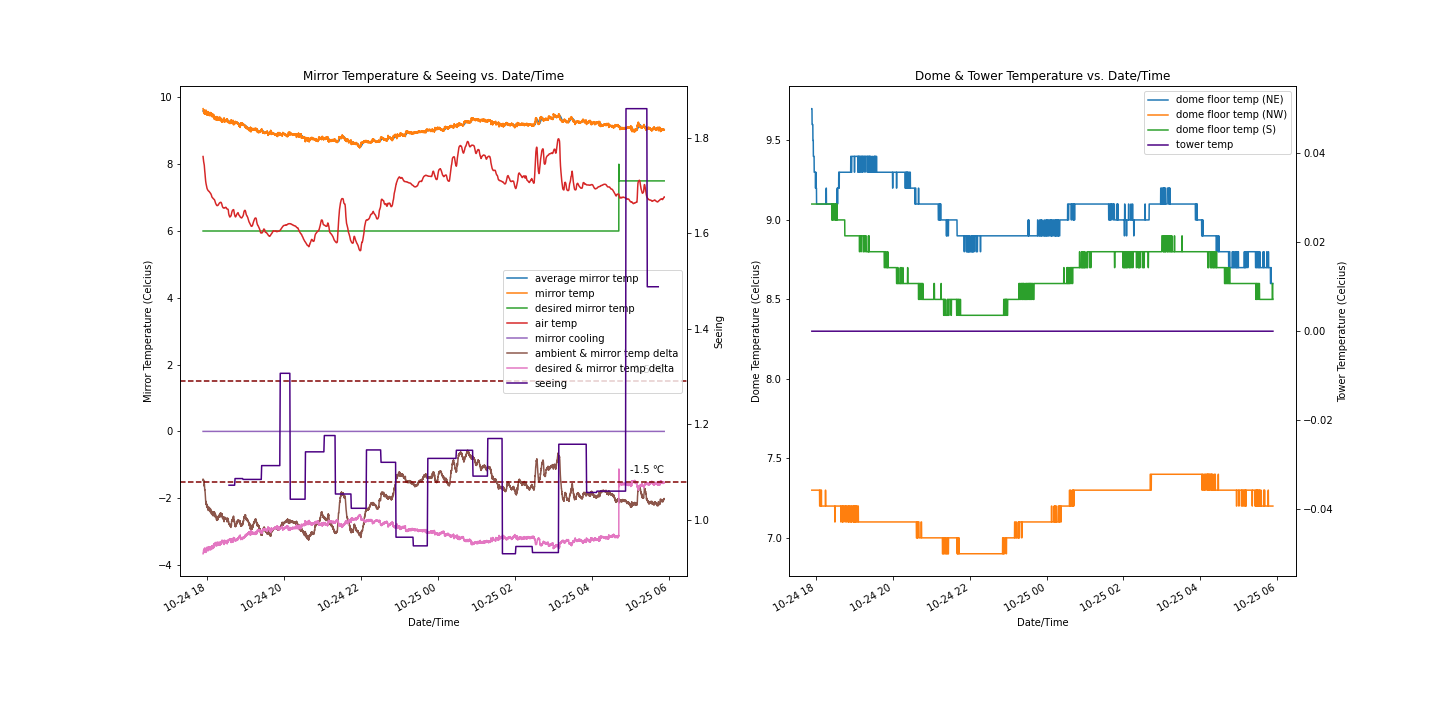 Mirror Temperature & Seeing vs. Date/Time
Mirror Temperature (Celcius)
10
8
6
4
2
0
−2
−4
1.8
1.6
1.4
1.2
1.0
Seeing
average mirror temp
mirror temp
desired mirror temp
air temp
mirror cooling
ambient & mirror temp delta
desired & mirror temp delta
seeing
-1.5 ℃
10-24 18
10-24 20
10-24 22
10-25 00
10-25 02
10-25 04
10-25 06
Date/Time
Dome & Tower Temperature vs. Date/Time
Dome Temperature (Celcius)
9.5
9.0
8.5
8.0
7.5
7.0
0.04
0.02
0.00
−0.02
−0.04
Tower Temperature (Celcius)
dome floor temp (NE)
dome floor temp (NW)
dome floor temp (S)
tower temp
10-24 18
10-24 20
10-24 22
10-25 00
10-25 02
10-25 04
10-25 06
Date/Time